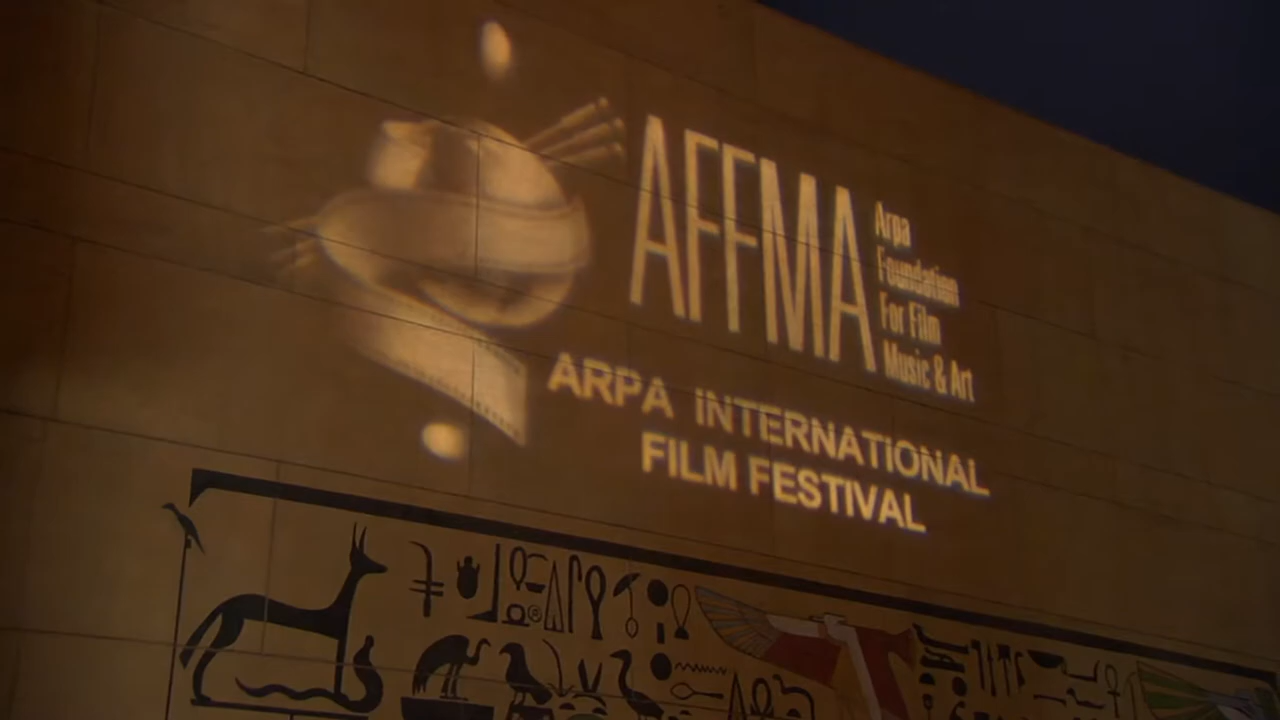 AFFMA
Arpa
Foundation
For Film
Music & Art
ARPA INTERNATIONAL
FILM FESTIVAL